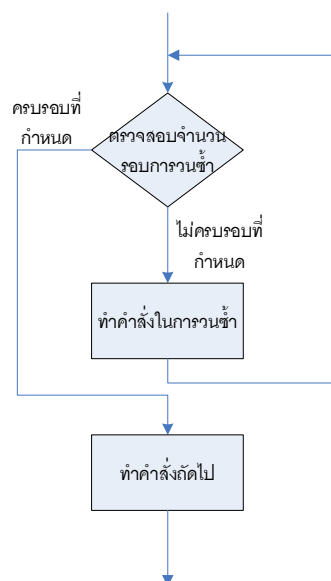 ครบรอบที่
กำหนด
ตรวจสอบจำนวน
รอบการวนซ้ำ
ไม่ครบรอบที่
กำหนด
ทำคำสั่งในการวนซ้ำ
ทำคำสั่งถัดไป